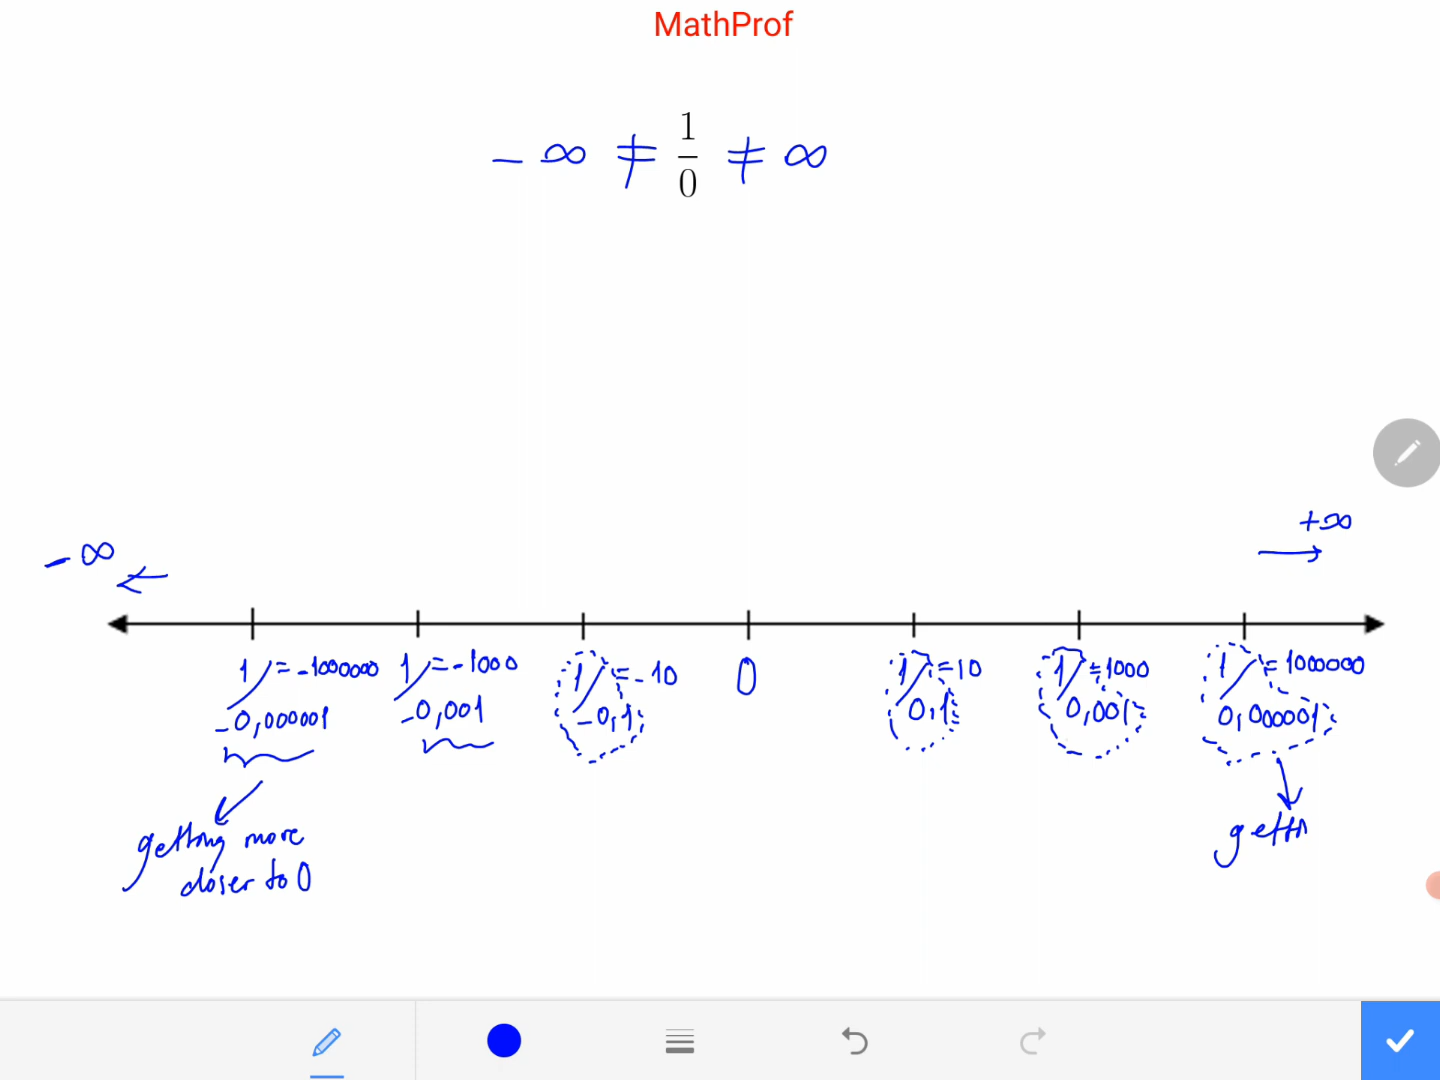 MathProf
-∞ ≠ 1/0 ≠ ∞
-∞
+∞
1/-0,000001 = -1000000
1/-0,001 = -1000
1/-0,1 = -10
0
1/0,1 = 10
1/0,001 = 1000
1/0,000001 = 1000000
getting more
closer to 0